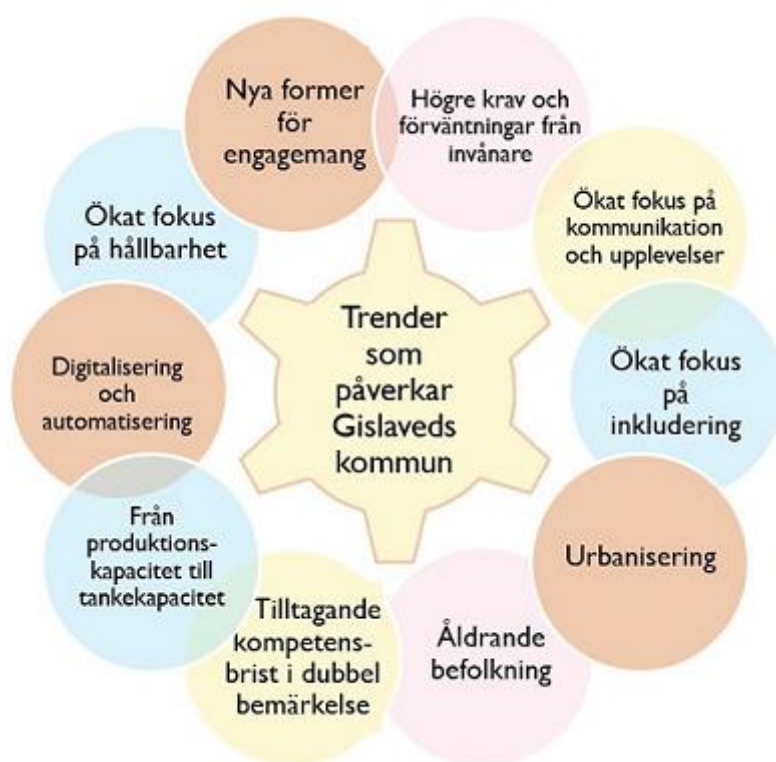 Nya former
för
engagemang
Högre krav och
förväntningar från
invånare
Ökat fokus på
kommunikation
och upplevelser
Ökat fokus
på
inkludering
Urbanisering
Åldrande
befolkning
Tilltagande
kompetens-
brist i dubbel
bemärkelse
Från
produktions-
kapacitet till
tankekapacitet
Digitalisering
och
automatisering
Ökat fokus
på hållbarhet
Trender
som
påverkar
Gislaveds
kommun